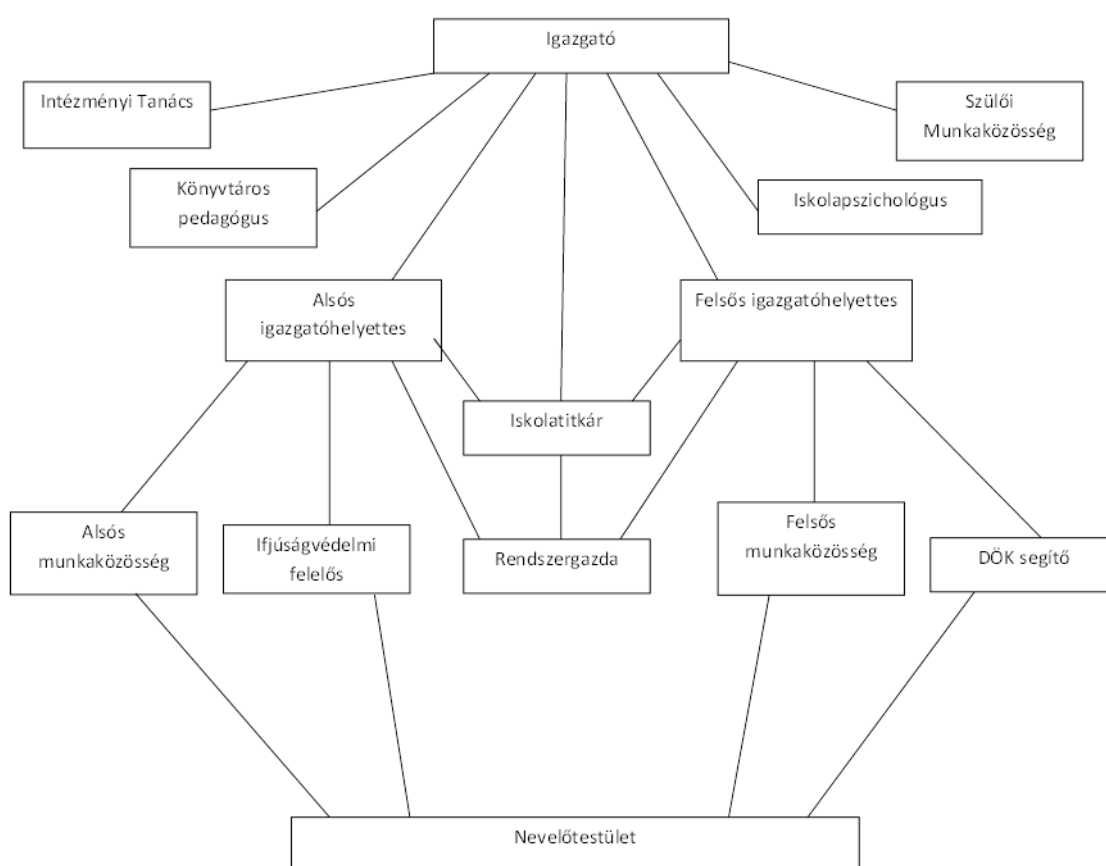 Igazgató
Intézményi Tanács
Szülői
Munkaközösség
Könyvtáros
pedagógus
Iskolapszichológus
Alsós
igazgatóhelyettes
Felsős igazgatóhelyettes
Iskolatitkár
Alsós
munkaközösség
Ifjúságvédelmi
felelős
Rendszergazda
Felsős
munkaközösség
DÖK segítő
Nevelőtestület